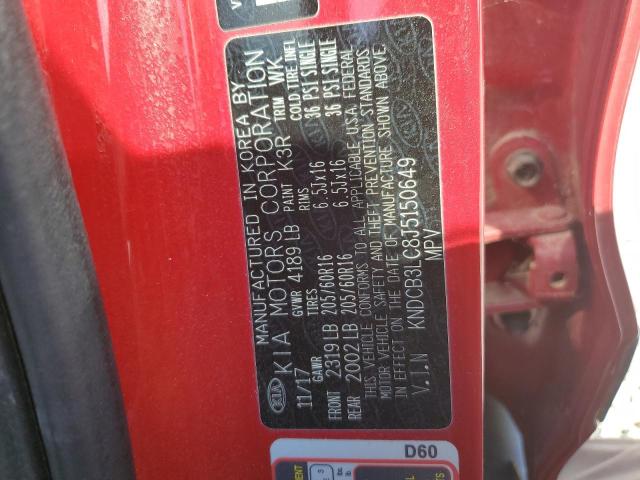 MANUFACTURED IN KOREA BY
KIA KIA MOTORS CORPORATION
11/17 GVWR 4189 LB PAINT K3R TRIM WK
GAWR TIRES RIMS COLD TIRE INFL
FRONT 2319 LB 205/60R16 6.5Jx16 36 PSI SINGLE
REAR 2002 LB 205/60R16 6.5Jx16 36 PSI SINGLE
THIS VEHICLE CONFORMS TO ALL APPLICABLE U.S.A. FEDERAL
MOTOR VEHICLE SAFETY AND THEFT PREVENTION STANDARDS
IN EFFECT ON THE DATE OF MANUFACTURE SHOWN ABOVE.
V.I.N KNDCB3LC8J5150649
MPV
D60